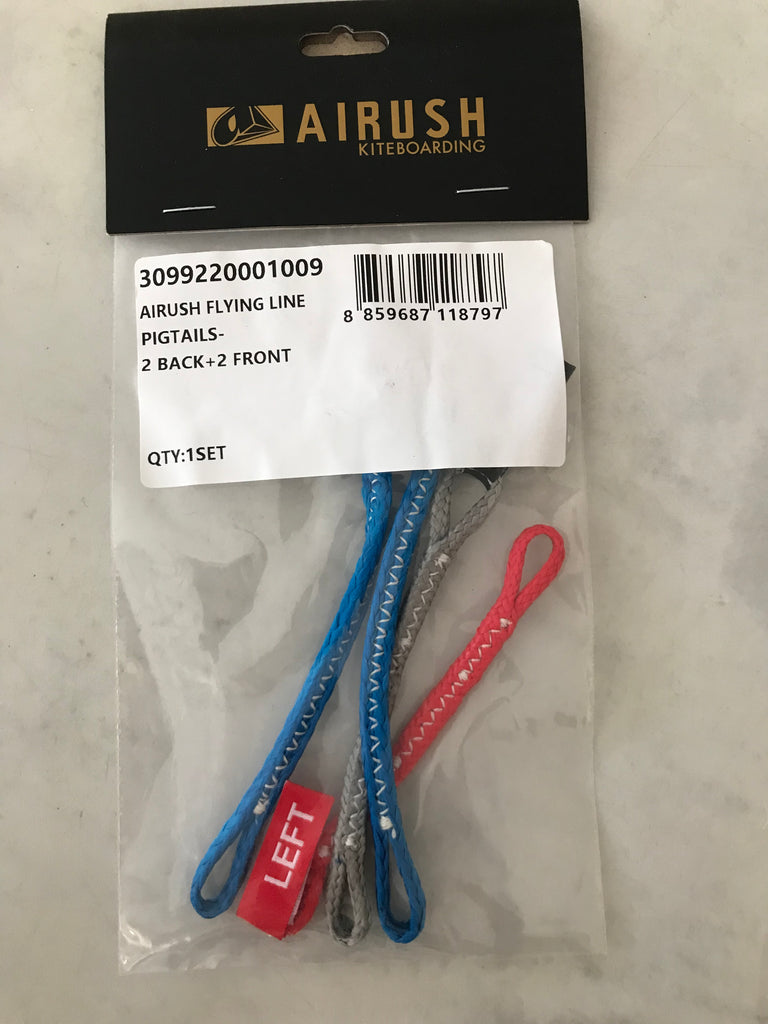 AIRUSH
KITEBOARDING
3099220001009
AIRUSH FLYING LINE
PIGTAILS-
2 BACK+2 FRONT
8 859687 118797
QTY:1SET
LEFT